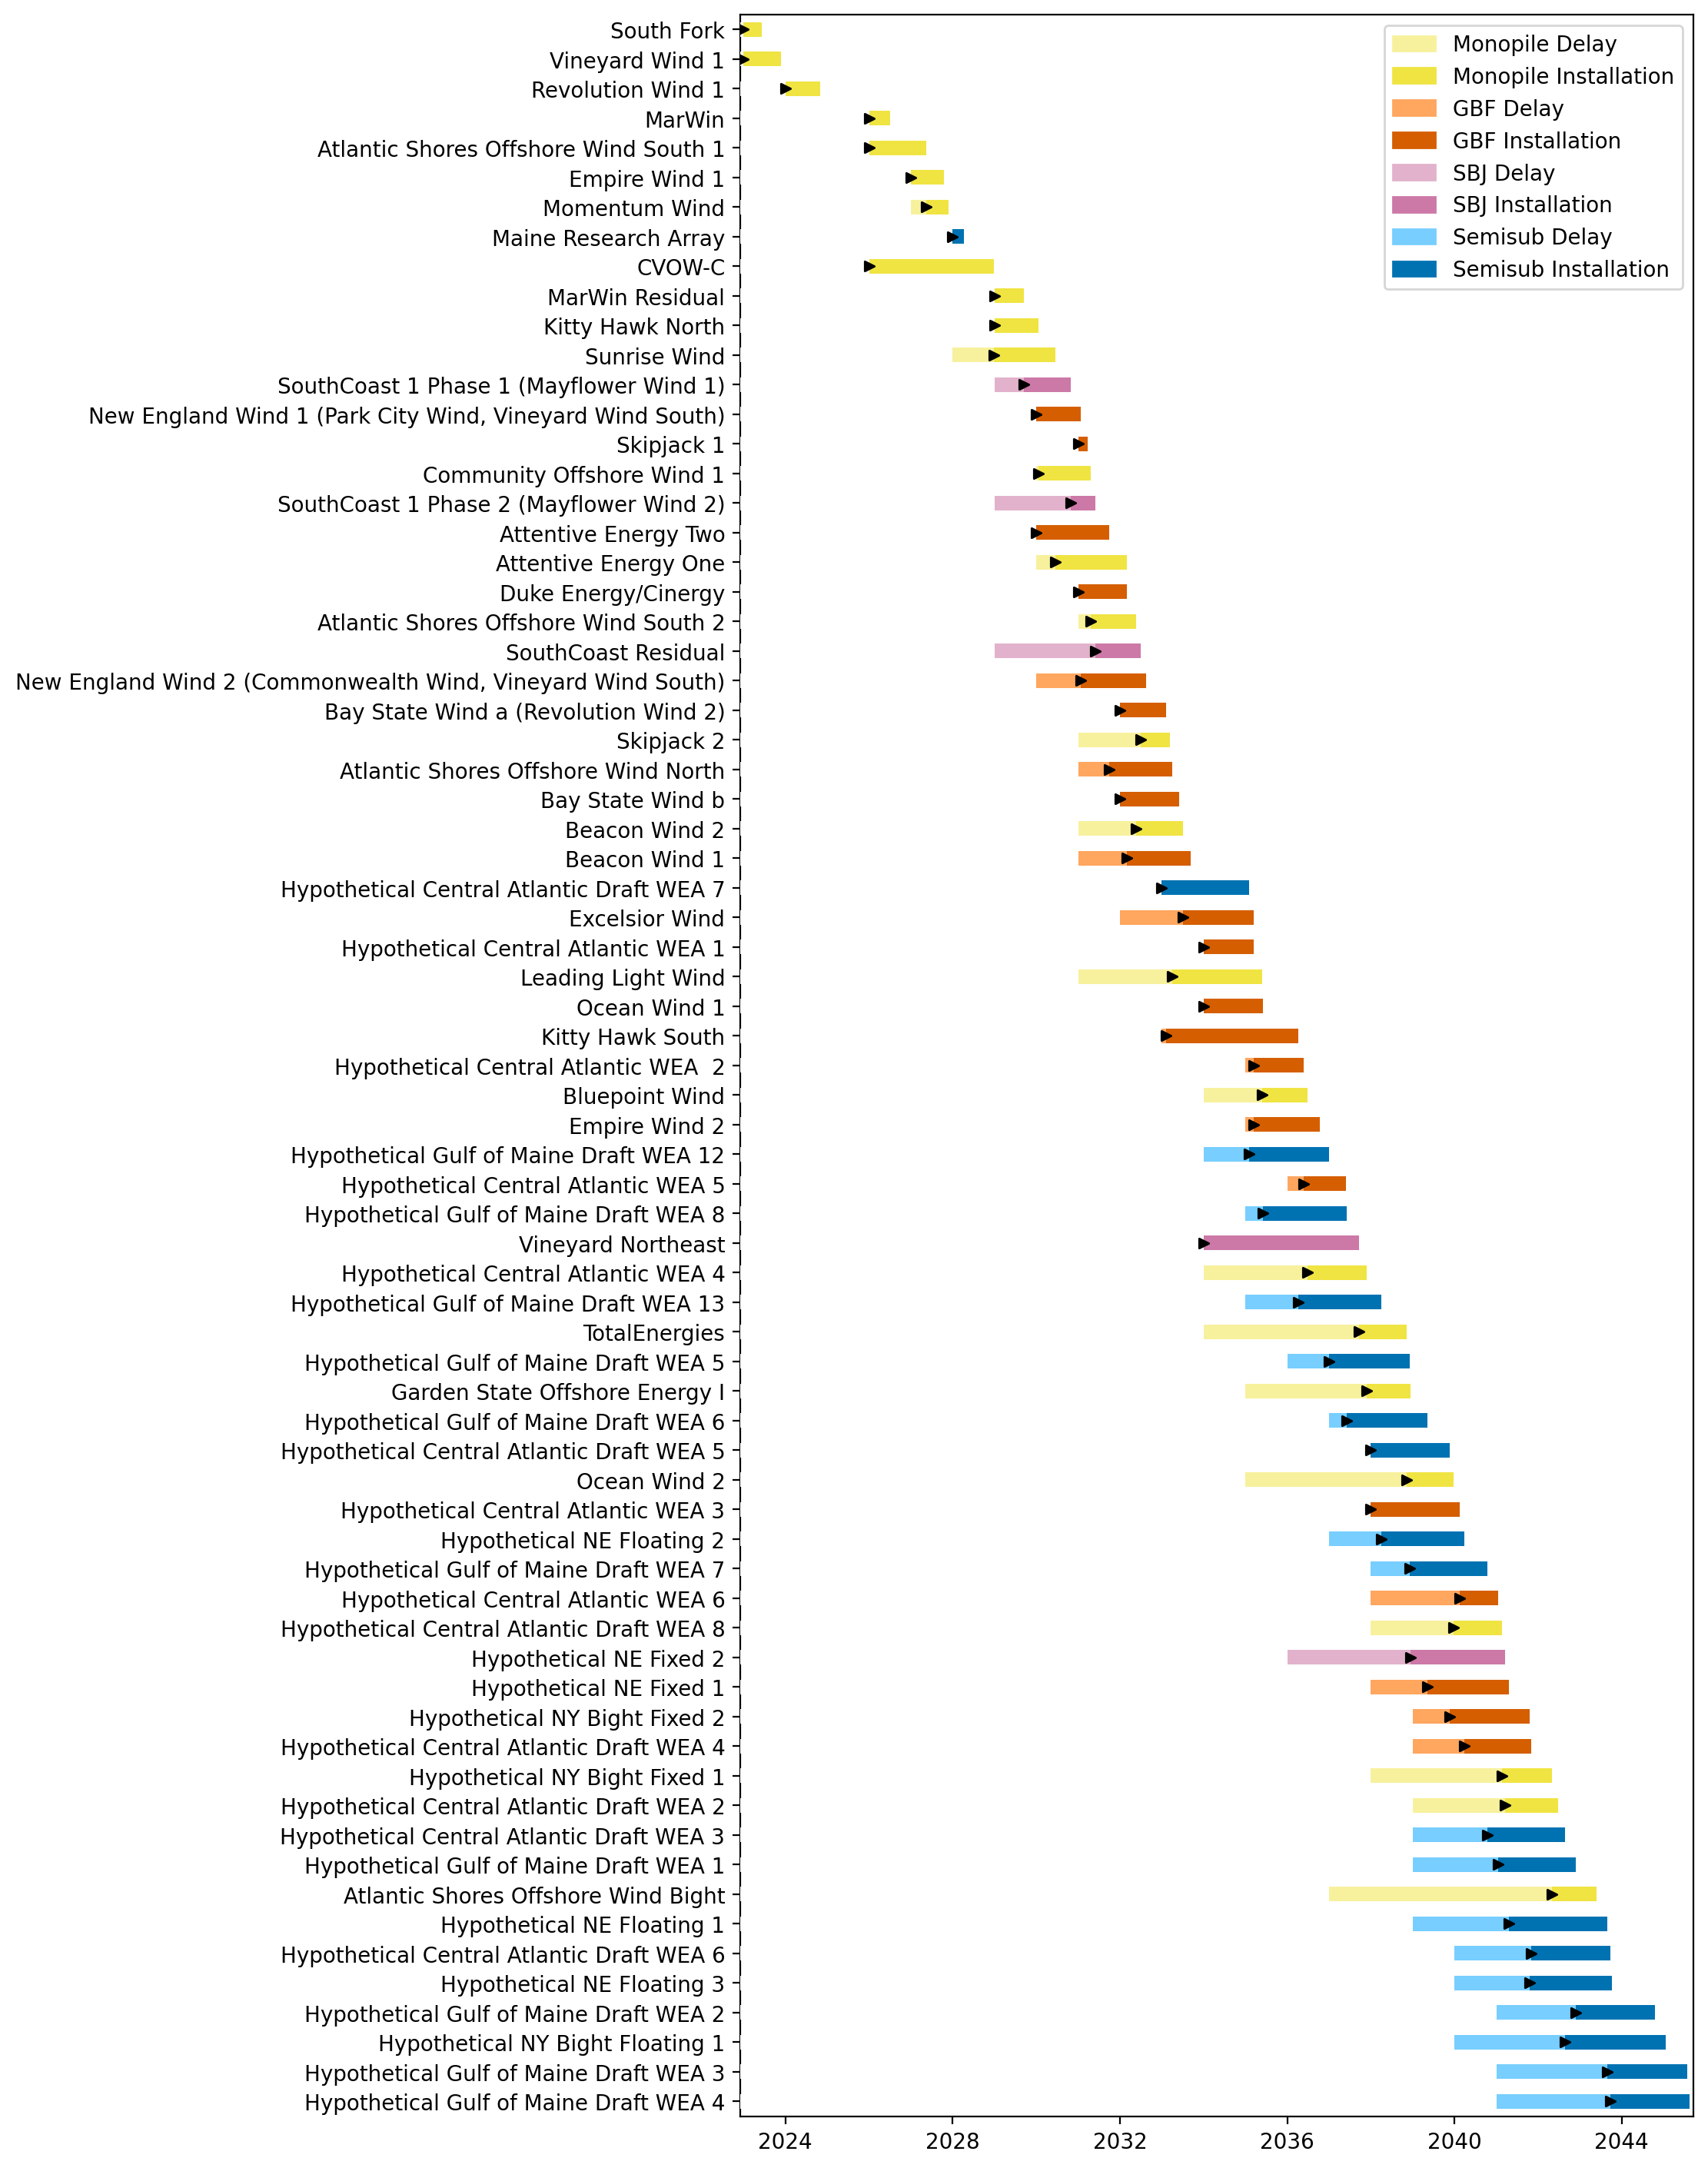 South Fork
Vineyard Wind 1
Revolution Wind 1
MarWin
Atlantic Shores Offshore Wind South 1
Empire Wind 1
Momentum Wind
Maine Research Array
CVOW-C
MarWin Residual
Kitty Hawk North
Sunrise Wind
SouthCoast 1 Phase 1 (Mayflower Wind 1)
New England Wind 1 (Park City Wind, Vineyard Wind South)
Skipjack 1
Community Offshore Wind 1
SouthCoast 1 Phase 2 (Mayflower Wind 2)
Attentive Energy Two
Attentive Energy One
Duke Energy/Cinergy
Atlantic Shores Offshore Wind South 2
SouthCoast Residual
New England Wind 2 (Commonwealth Wind, Vineyard Wind South)
Bay State Wind a (Revolution Wind 2)
Skipjack 2
Atlantic Shores Offshore Wind North
Bay State Wind b
Beacon Wind 2
Beacon Wind 1
Hypothetical Central Atlantic Draft WEA 7
Excelsior Wind
Hypothetical Central Atlantic WEA 1
Leading Light Wind
Ocean Wind 1
Kitty Hawk South
Hypothetical Central Atlantic WEA  2
Bluepoint Wind
Empire Wind 2
Hypothetical Gulf of Maine Draft WEA 12
Hypothetical Central Atlantic WEA 5
Hypothetical Gulf of Maine Draft WEA 8
Vineyard Northeast
Hypothetical Central Atlantic WEA 4
Hypothetical Gulf of Maine Draft WEA 13
TotalEnergies
Hypothetical Gulf of Maine Draft WEA 5
Garden State Offshore Energy I
Hypothetical Gulf of Maine Draft WEA 6
Hypothetical Central Atlantic Draft WEA 5
Ocean Wind 2
Hypothetical Central Atlantic WEA 3
Hypothetical NE Floating 2
Hypothetical Gulf of Maine Draft WEA 7
Hypothetical Central Atlantic WEA 6
Hypothetical Central Atlantic Draft WEA 8
Hypothetical NE Fixed 2
Hypothetical NE Fixed 1
Hypothetical NY Bight Fixed 2
Hypothetical Central Atlantic Draft WEA 4
Hypothetical NY Bight Fixed 1
Hypothetical Central Atlantic Draft WEA 2
Hypothetical Central Atlantic Draft WEA 3
Hypothetical Gulf of Maine Draft WEA 1
Atlantic Shores Offshore Wind Bight
Hypothetical NE Floating 1
Hypothetical Central Atlantic Draft WEA 6
Hypothetical NE Floating 3
Hypothetical Gulf of Maine Draft WEA 2
Hypothetical NY Bight Floating 1
Hypothetical Gulf of Maine Draft WEA 3
Hypothetical Gulf of Maine Draft WEA 4
Monopile Delay
Monopile Installation
GBF Delay
GBF Installation
SBJ Delay
SBJ Installation
Semisub Delay
Semisub Installation
2024 2028 2032 2036 2040 2044